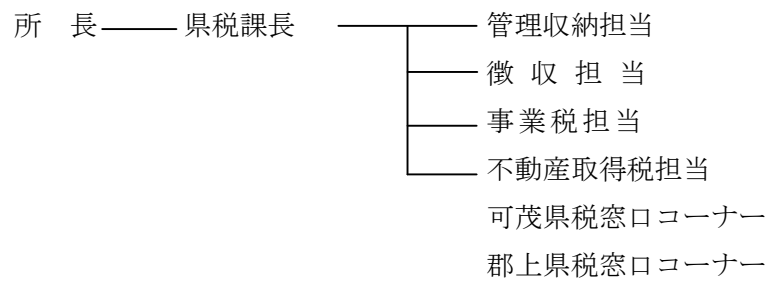 所　長 県税課長 管理収納担当
徴 収 担 当
事業税担当
不動産取得税担当
可茂県税窓口コーナー
郡上県税窓口コーナー